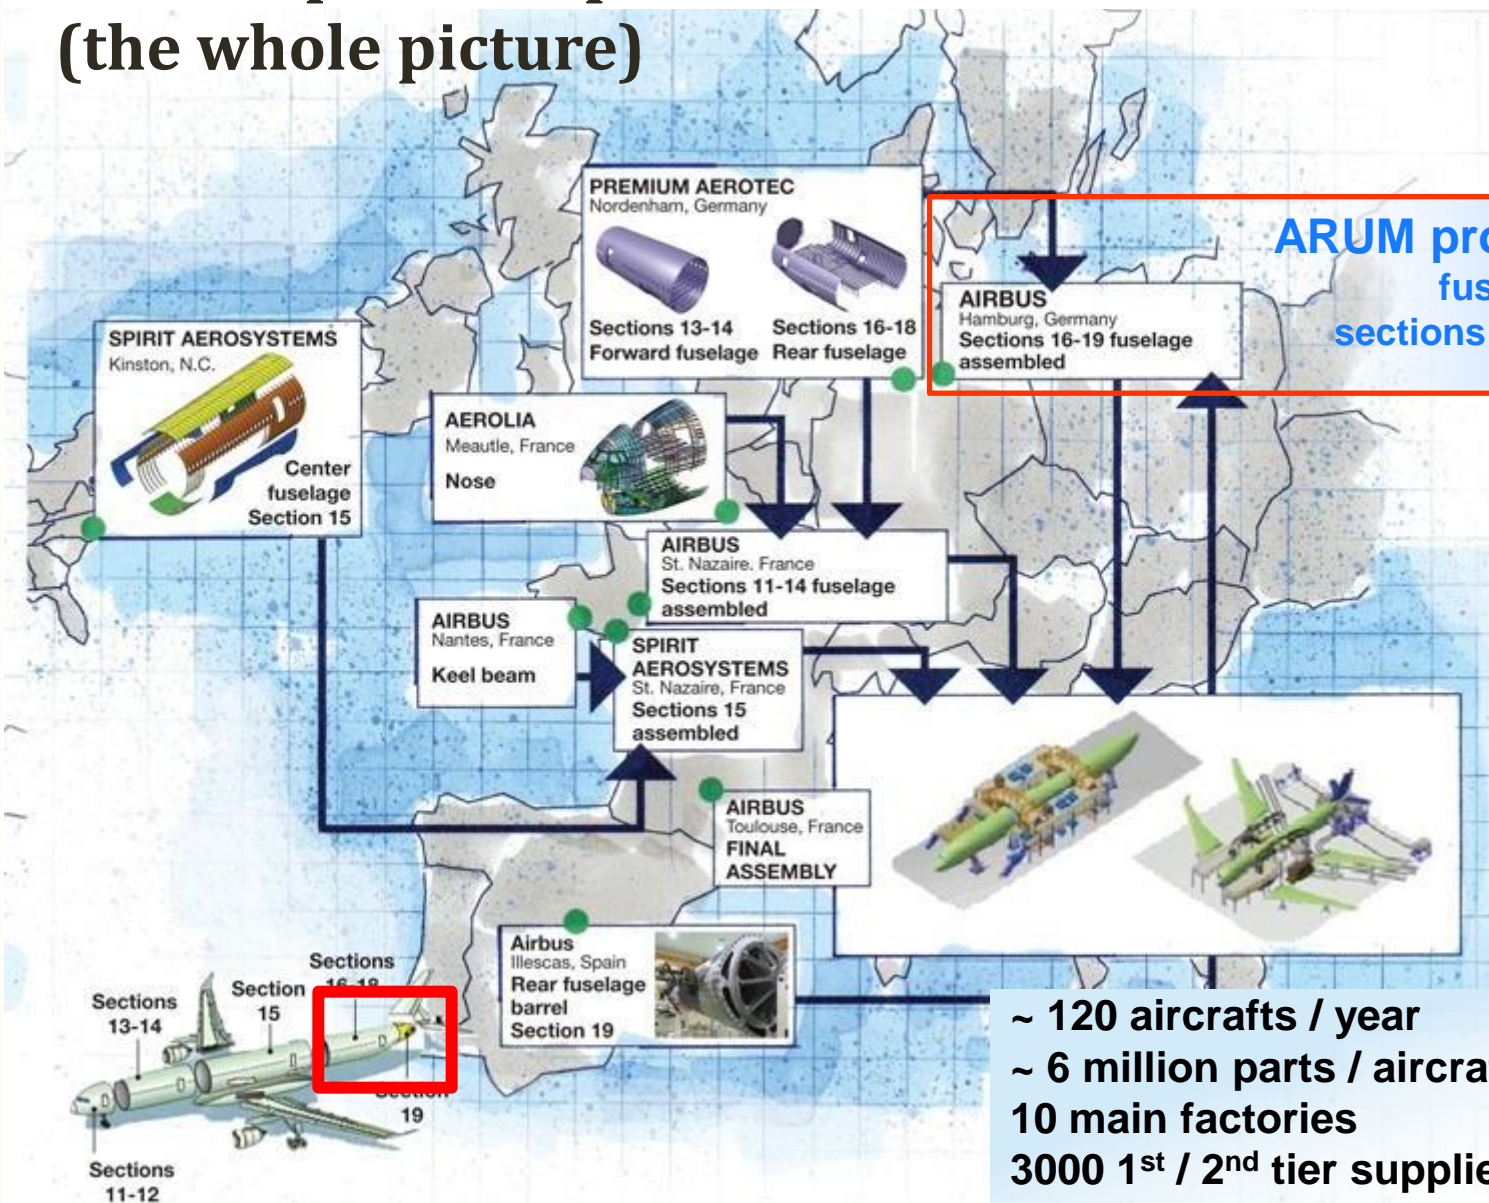 (the whole picture)
PREMIUM AEROTEC
Nordenham, Germany
Sections 13-14
Forward fuselage
Sections 16-18
Rear fuselage
ARUM
fus
sections
AIRBUS
Hamburg, Germany
Sections 16-19 fuselage
assembled
SPIRIT AEROSYSTEMS
Kinston, N.C.
Center
fuselage
Section 15
AEROLIA
Meautle, France
Nose
AIRBUS
St. Nazaire. France
Sections 11-14 fuselage
assembled
AIRBUS
Nantes, France
Keel beam
SPIRIT
AEROSYSTEMS
St. Nazaire, France
Sections 15
assembled
AIRBUS
Toulouse, France
FINAL
ASSEMBLY
Airbus
Illescas, Spain
Rear fuselage
barrel
Section 19
Sections
16-18
Section
15
Sections
13-14
Section
19
Sections
11-12
~ 120 aircrafts / year
~ 6 million parts / aircra
10 main factories
3000 1st / 2nd tier supplie